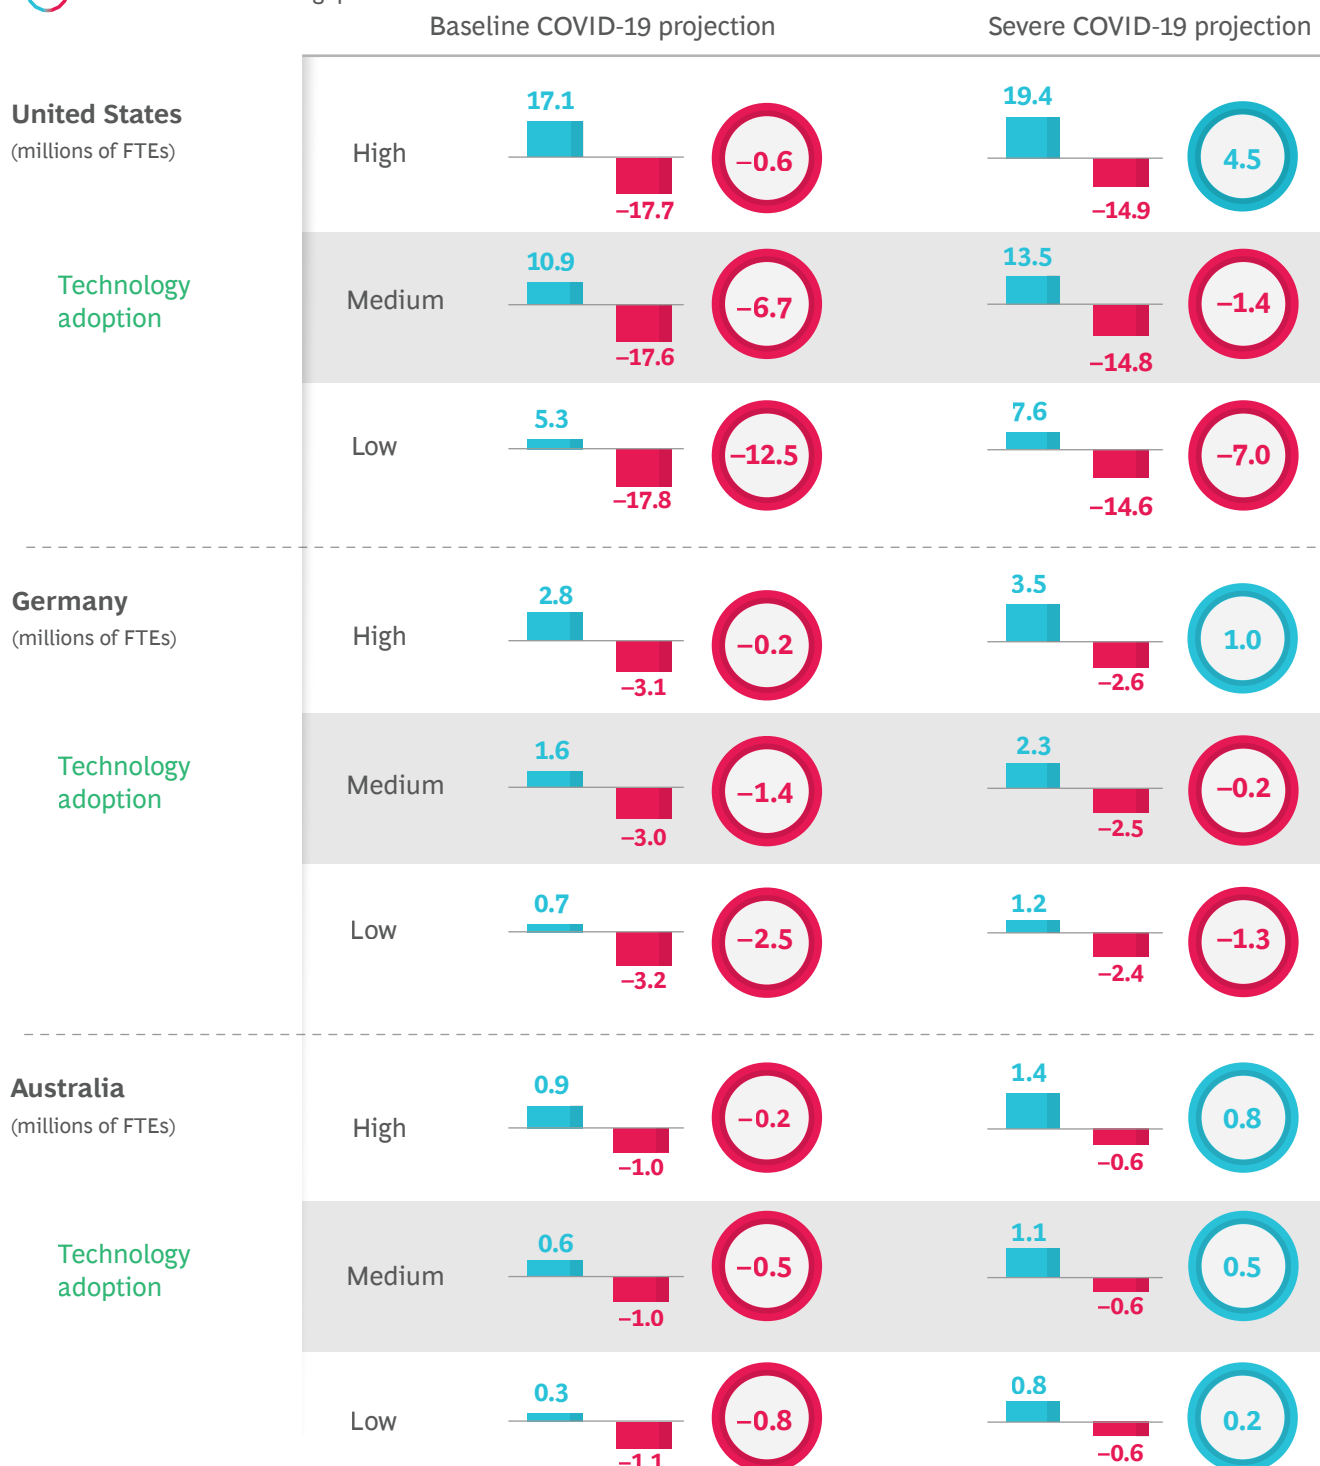 Baseline COVID-19 projection Severe COVID-19 projection
United States
(millions of FTEs)
High
17.1
–17.7
–0.6
19.4
–14.9
4.5
Technology
adoption
Medium
10.9
–17.6
–6.7
13.5
–14.8
–1.4
Low
5.3
–17.8
–12.5
7.6
–14.6
–7.0
Germany
(millions of FTEs)
High
2.8
–3.1
–0.2
3.5
–2.6
1.0
Technology
adoption
Medium
1.6
–3.0
–1.4
2.3
–2.5
–0.2
Low
0.7
–3.2
–2.5
1.2
–2.4
–1.3
Australia
(millions of FTEs)
High
0.9
–1.0
–0.2
1.4
–0.6
0.8
Technology
adoption
Medium
0.6
–1.0
–0.5
1.1
–0.6
0.5
Low
0.3
–1.1
–0.8
0.8
–0.6
0.2